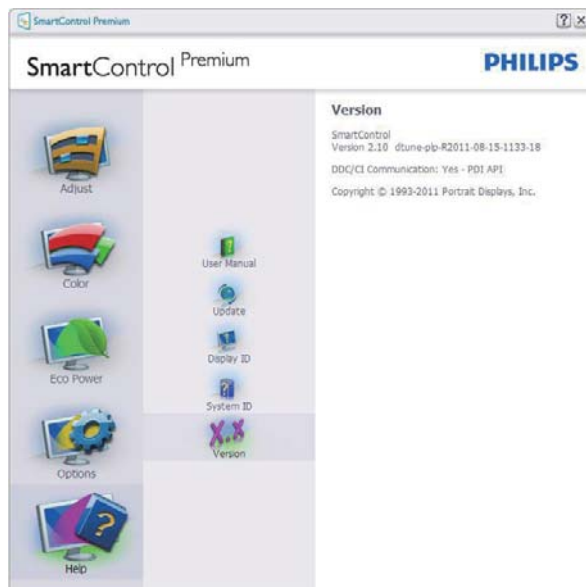 SmartControl Premium
SmartControl Premium
PHILIPS
Adjust
Color
Eco Power
Options
Help
User Manual
Update
Display ID
System ID
X.X
Version
Version
SmartControl
Version 2.10 dtune-plp-R2011-08-15-1133-18
DDC/CI Communication: Yes - PDI API
Copyright © 1993-2011 Portrait Displays, Inc.